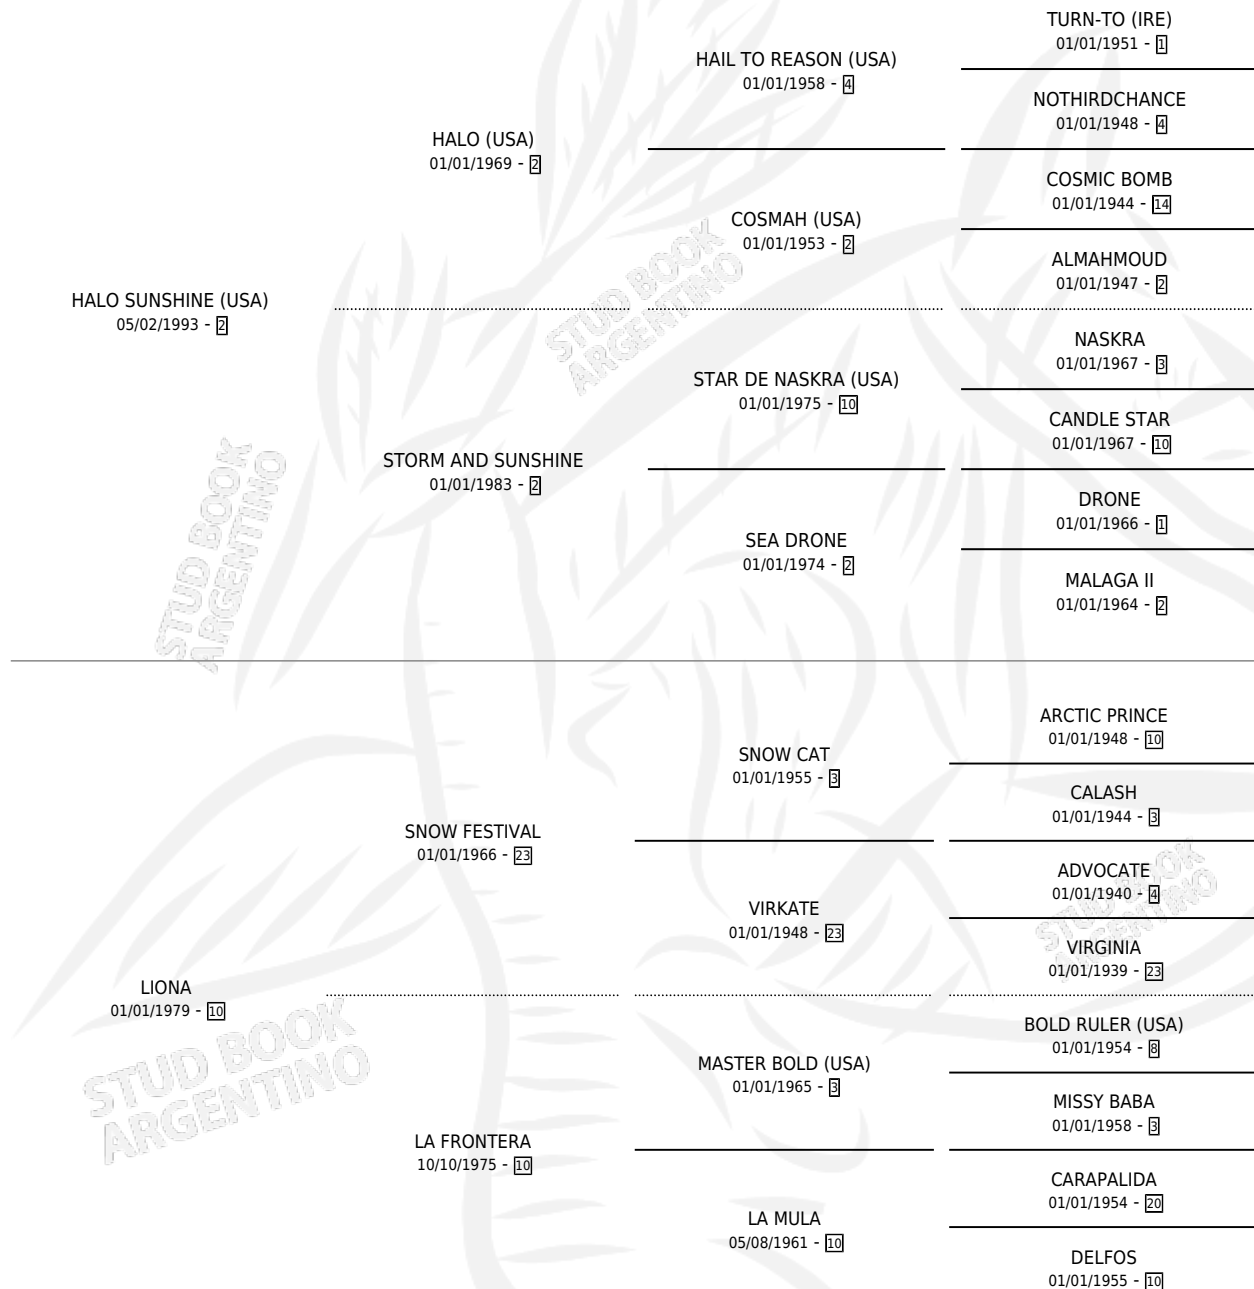 TURN-TO (IRE)
01/01/1951 - 1
HAIL TO REASON (USA)
01/01/1958 - 4
NOTHIRDCHANCE
01/01/1948 - 4
HALO (USA)
01/01/1969 - 2
COSMIC BOMB
01/01/1944 - 14
COSMAH (USA)
01/01/1953 - 2
ALMAHMOUD
01/01/1947 - 2
HALO SUNSHINE (USA)
05/02/1993 - 2
STUD BOOK
ARGENTINO
NASKRA
01/01/1967 - 3
STAR DE NASKRA (USA)
01/01/1975 - 10
CANDLE STAR
01/01/1967 - 10
STORM AND SUNSHINE
01/01/1983 - 2
STUD BOOK
ARGENTINO
DRONE
01/01/1966 - 1
SEA DRONE
01/01/1974 - 2
MALAGA II
01/01/1964 - 2
ARCTIC PRINCE
01/01/1948 - 10
SNOW CAT
01/01/1955 - 3
CALASH
01/01/1944 - 3
SNOW FESTIVAL
01/01/1966 - 23
ADVOCATE
01/01/1940 - 4
STUD BOOK
ARGENTINO
VIRKATE
01/01/1948 - 23
VIRGINIA
01/01/1939 - 23
LIONA
01/01/1979 - 10
STUD BOOK
ARGENTINO
BOLD RULER (USA)
01/01/1954 - 8
MASTER BOLD (USA)
01/01/1965 - 3
MISSY BABA
01/01/1958 - 3
LA FRONTERA
10/10/1975 - 10
CARAPALIDA
01/01/1954 - 20
LA MULA
05/08/1961 - 10
DELFOS
01/01/1955 - 10